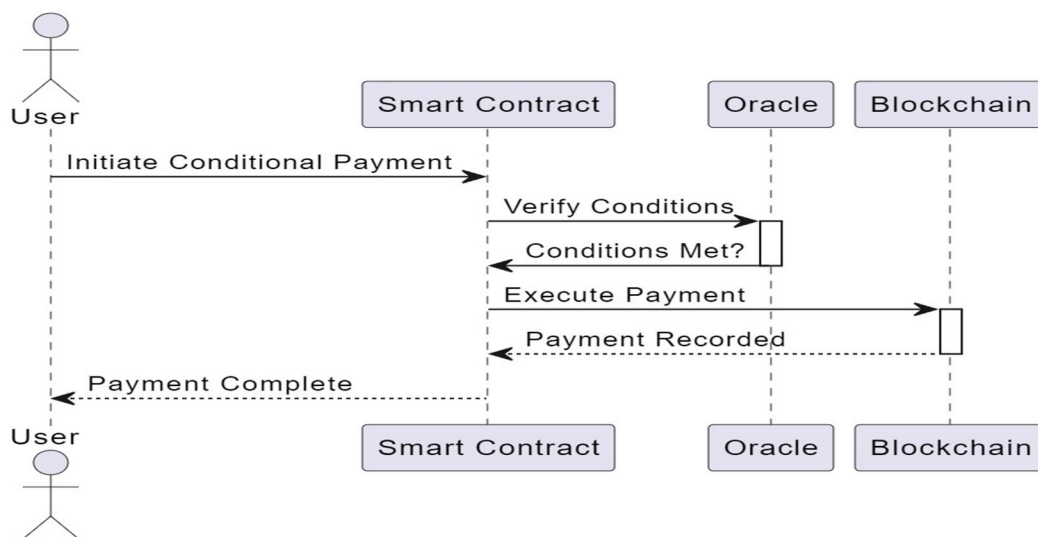 User
Smart Contract
Oracle
Blockchain
Initiate Conditional Payment
Verify Conditions
Conditions Met?
Execute Payment
Payment Recorded
Payment Complete
User
Smart Contract
Oracle
Blockchain